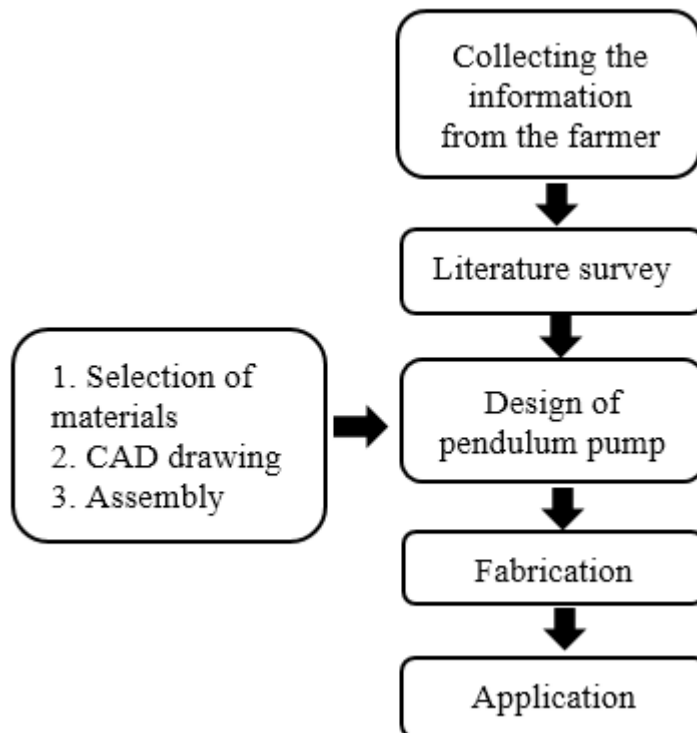 Collecting the
information
from the farmer
Literature survey
1. Selection of
materials
2. CAD drawing
3. Assembly
Design of
pendulum pump
Fabrication
Application